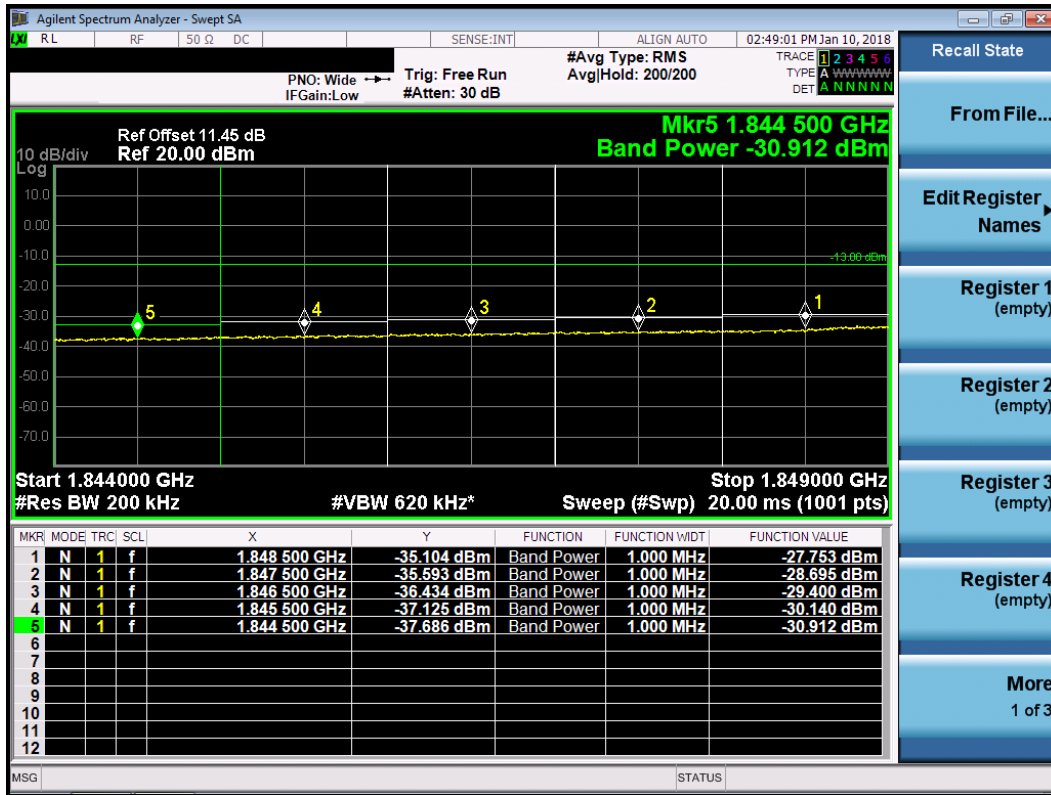 Agilent Spectrum Analyzer - Swept SA
LXI RL RF 50 Ω DC SENSE:INT ALIGN AUTO 02:49:01 PM Jan 10, 2018
#Avg Type: RMS TRACE 1 2 3 4 5 6
PNO: Wide Trig: Free Run Avg|Hold: 200/200 TYPE A WWWWW
IFGain:Low #Atten: 30 dB DET A N N N N N
Mkr5 1.844 500 GHz
Ref Offset 11.45 dB
10 dB/div Ref 20.00 dBm Band Power -30.912 dBm
Log
10.0
0.00
-10.0
-13.00 dBm
-20.0
-30.0
5 4 3 2 1
-40.0
-50.0
-60.0
-70.0
Start 1.844000 GHz Stop 1.849000 GHz
#Res BW 200 kHz #VBW 620 kHz* Sweep (#Swp) 20.00 ms (1001 pts)
MKR MODE TRC SCL X Y FUNCTION FUNCTION WIDT FUNCTION VALUE
1 N 1 f 1.848 500 GHz -35.104 dBm Band Power 1.000 MHz -27.753 dBm
2 N 1 f 1.847 500 GHz -35.593 dBm Band Power 1.000 MHz -28.695 dBm
3 N 1 f 1.846 500 GHz -36.434 dBm Band Power 1.000 MHz -29.400 dBm
4 N 1 f 1.845 500 GHz -37.125 dBm Band Power 1.000 MHz -30.140 dBm
5 N 1 f 1.844 500 GHz -37.686 dBm Band Power 1.000 MHz -30.912 dBm
6
7
8
9
10
11
12
MSG STATUS
Recall State
From File...
Edit Register
Names
Register 1
(empty)
Register 2
(empty)
Register 3
(empty)
Register 4
(empty)
More
1 of 3